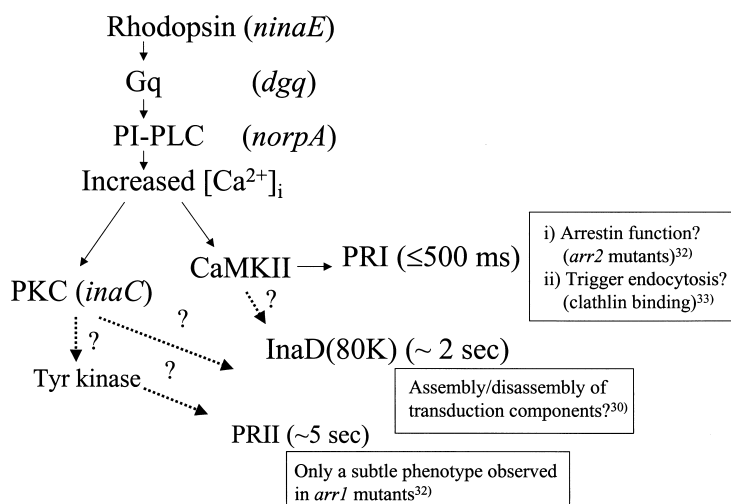 Rhodopsin (ninaE)
Gq (dgq)
PI-PLC (norpA)
Increased [Ca²⁺]i
CaMKII
PRI (≤500 ms)
i) Arrestin function?
(arr2 mutants)³²⁾
ii) Trigger endocytosis?
(clathlin binding)³³⁾
PKC (inaC)
?
?
?
InaD(80K) (~ 2 sec)
Tyr kinase
?
Assembly/disassembly of
transduction components?³⁰⁾
PRII (~5 sec)
Only a subtle phenotype observed
in arr1 mutants³²⁾